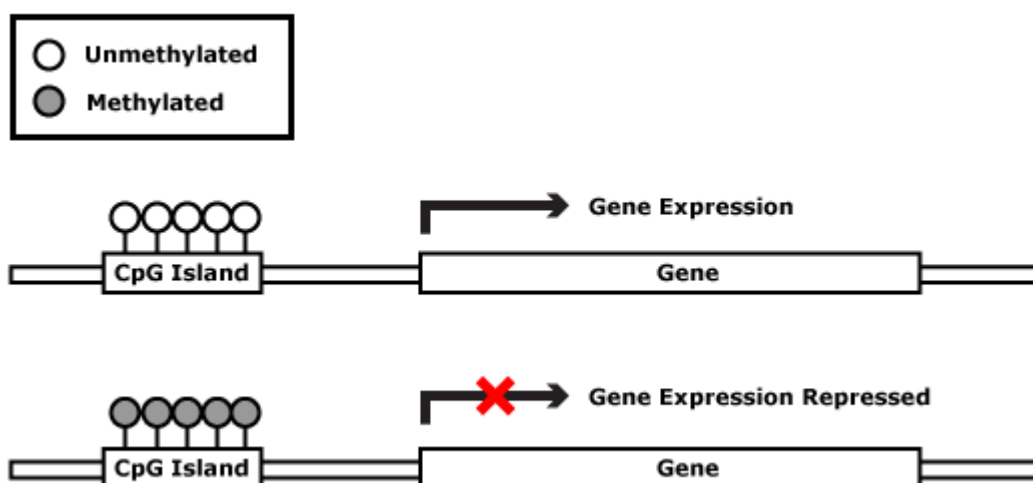 Unmethylated
Methylated
Gene Expression
CpG Island
Gene
Gene Expression Repressed
CpG Island
Gene